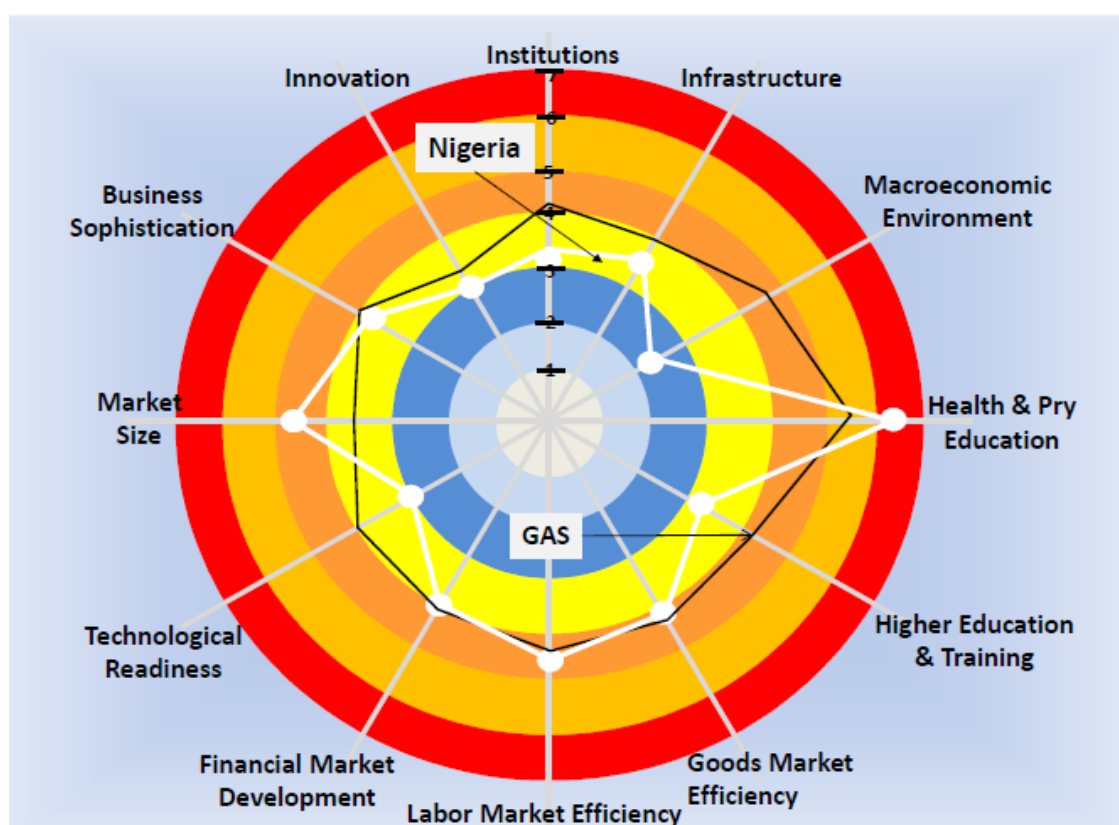 Institutions
7
Innovation
Infrastructure
6
Nigeria
5
Business
Sophistication
Macroeconomic
Environment
4
3
2
1
Market
Size
Health & Pry
Education
GAS
Technological
Readiness
Higher Education
& Training
Financial Market
Development
Goods Market
Efficiency
Labor Market Efficiency